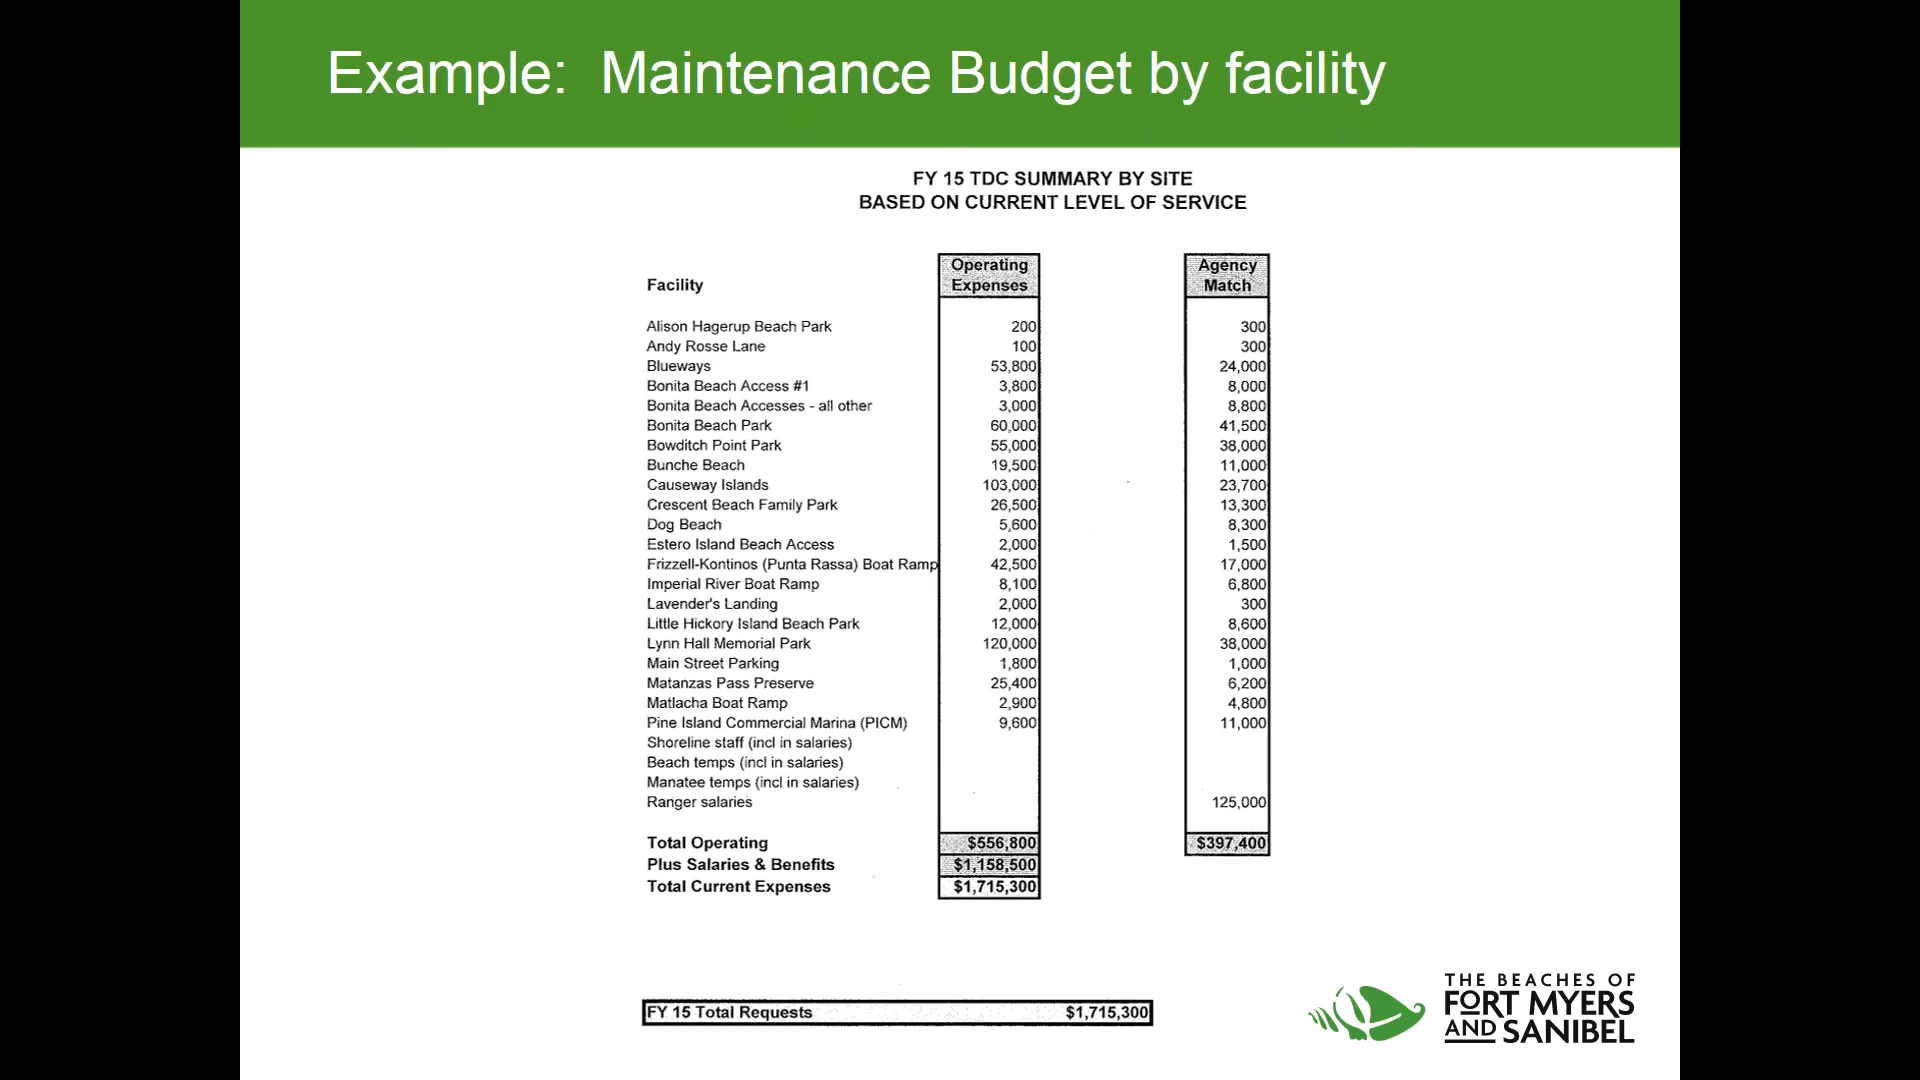 Example: Maintenance Budget by facility
FY 15 TDC SUMMARY BY SITE
BASED ON CURRENT LEVEL OF SERVICE
Operating Agency
Facility Expenses Match
Alison Hagerup Beach Park 200 300
Andy Rosse Lane 100 300
Blueways 53,800 24,000
Bonita Beach Access #1 3,800 8,000
Bonita Beach Accesses - all other 3,000 8,800
Bonita Beach Park 60,000 41,500
Bowditch Point Park 55,000 38,000
Bunche Beach 19,500 11,000
Causeway Islands 103,000 23,700
Crescent Beach Family Park 26,500 13,300
Dog Beach 5,600 8,300
Estero Island Beach Access 2,000 1,500
Frizzell-Kontinos (Punta Rassa) Boat Ramp 42,500 17,000
Imperial River Boat Ramp 8,100 6,800
Lavender's Landing 2,000 300
Little Hickory Island Beach Park 12,000 8,600
Lynn Hall Memorial Park 120,000 38,000
Main Street Parking 1,800 1,000
Matanzas Pass Preserve 25,400 6,200
Matlacha Boat Ramp 2,900 4,800
Pine Island Commercial Marina (PICM) 9,600 11,000
Shoreline staff (incl in salaries)
Beach temps (incl in salaries)
Manatee temps (incl in salaries)
Ranger salaries 125,000
Total Operating $556,800 $397,400
Plus Salaries & Benefits $1,158,500
Total Current Expenses $1,715,300
FY 15 Total Requests $1,715,300
THE BEACHES OF
FORT MYERS
AND SANIBEL